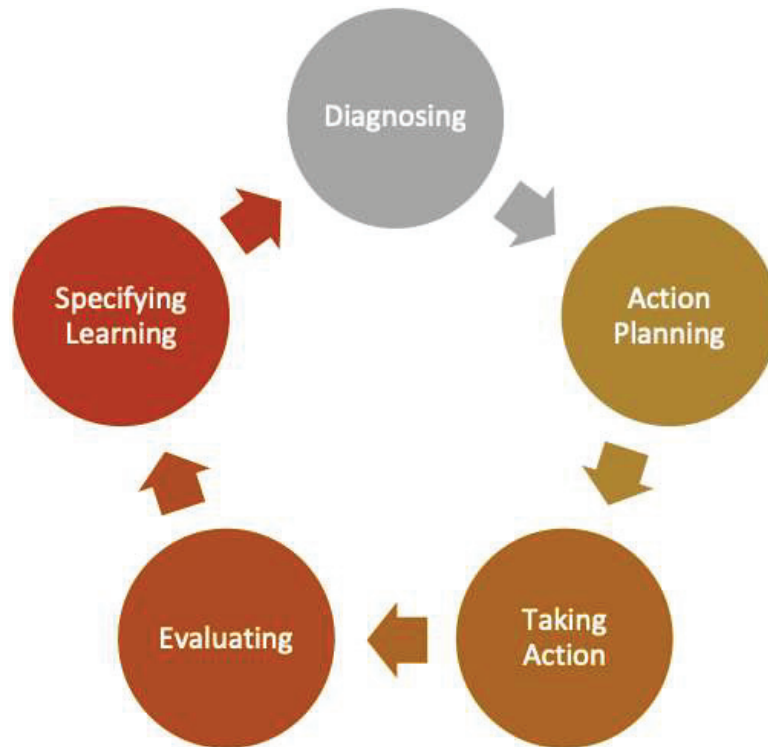 Diagnosing
Action
Planning
Taking
Action
Evaluating
Specifying
Learning